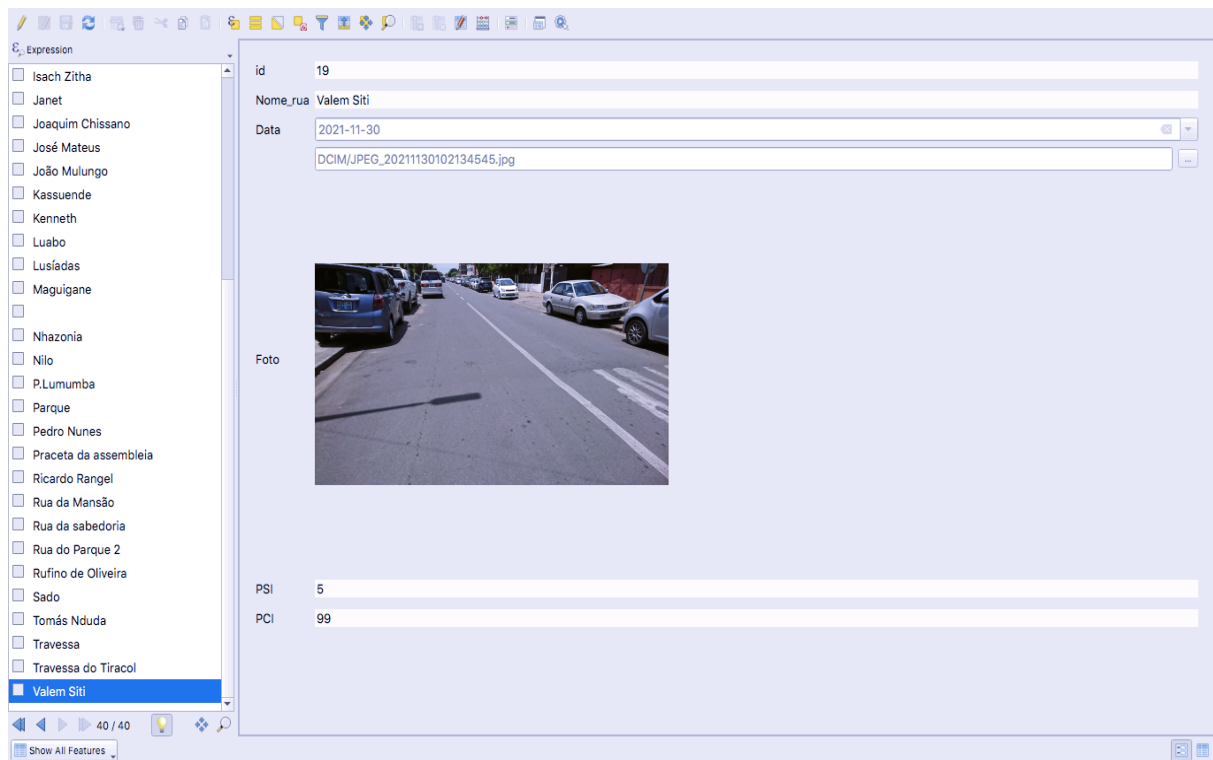 Expression
Isach Zitha
Janet
Joaquim Chissano
José Mateus
João Mulungo
Kassuende
Kenneth
Luabo
Lusíadas
Maguigane
Nhazonia
Nilo
P.Lumumba
Parque
Pedro Nunes
Praceta da assembleia
Ricardo Rangel
Rua da Mansão
Rua da sabedoria
Rua do Parque 2
Rufino de Oliveira
Sado
Tomás Nduda
Travessa
Travessa do Tiracol
Valem Siti
40 / 40
Show All Features
id 19
Nome_rua Valem Siti
Data 2021-11-30
DCIM/JPEG_20211130102134545.jpg
...
Foto
PSI 5
PCI 99